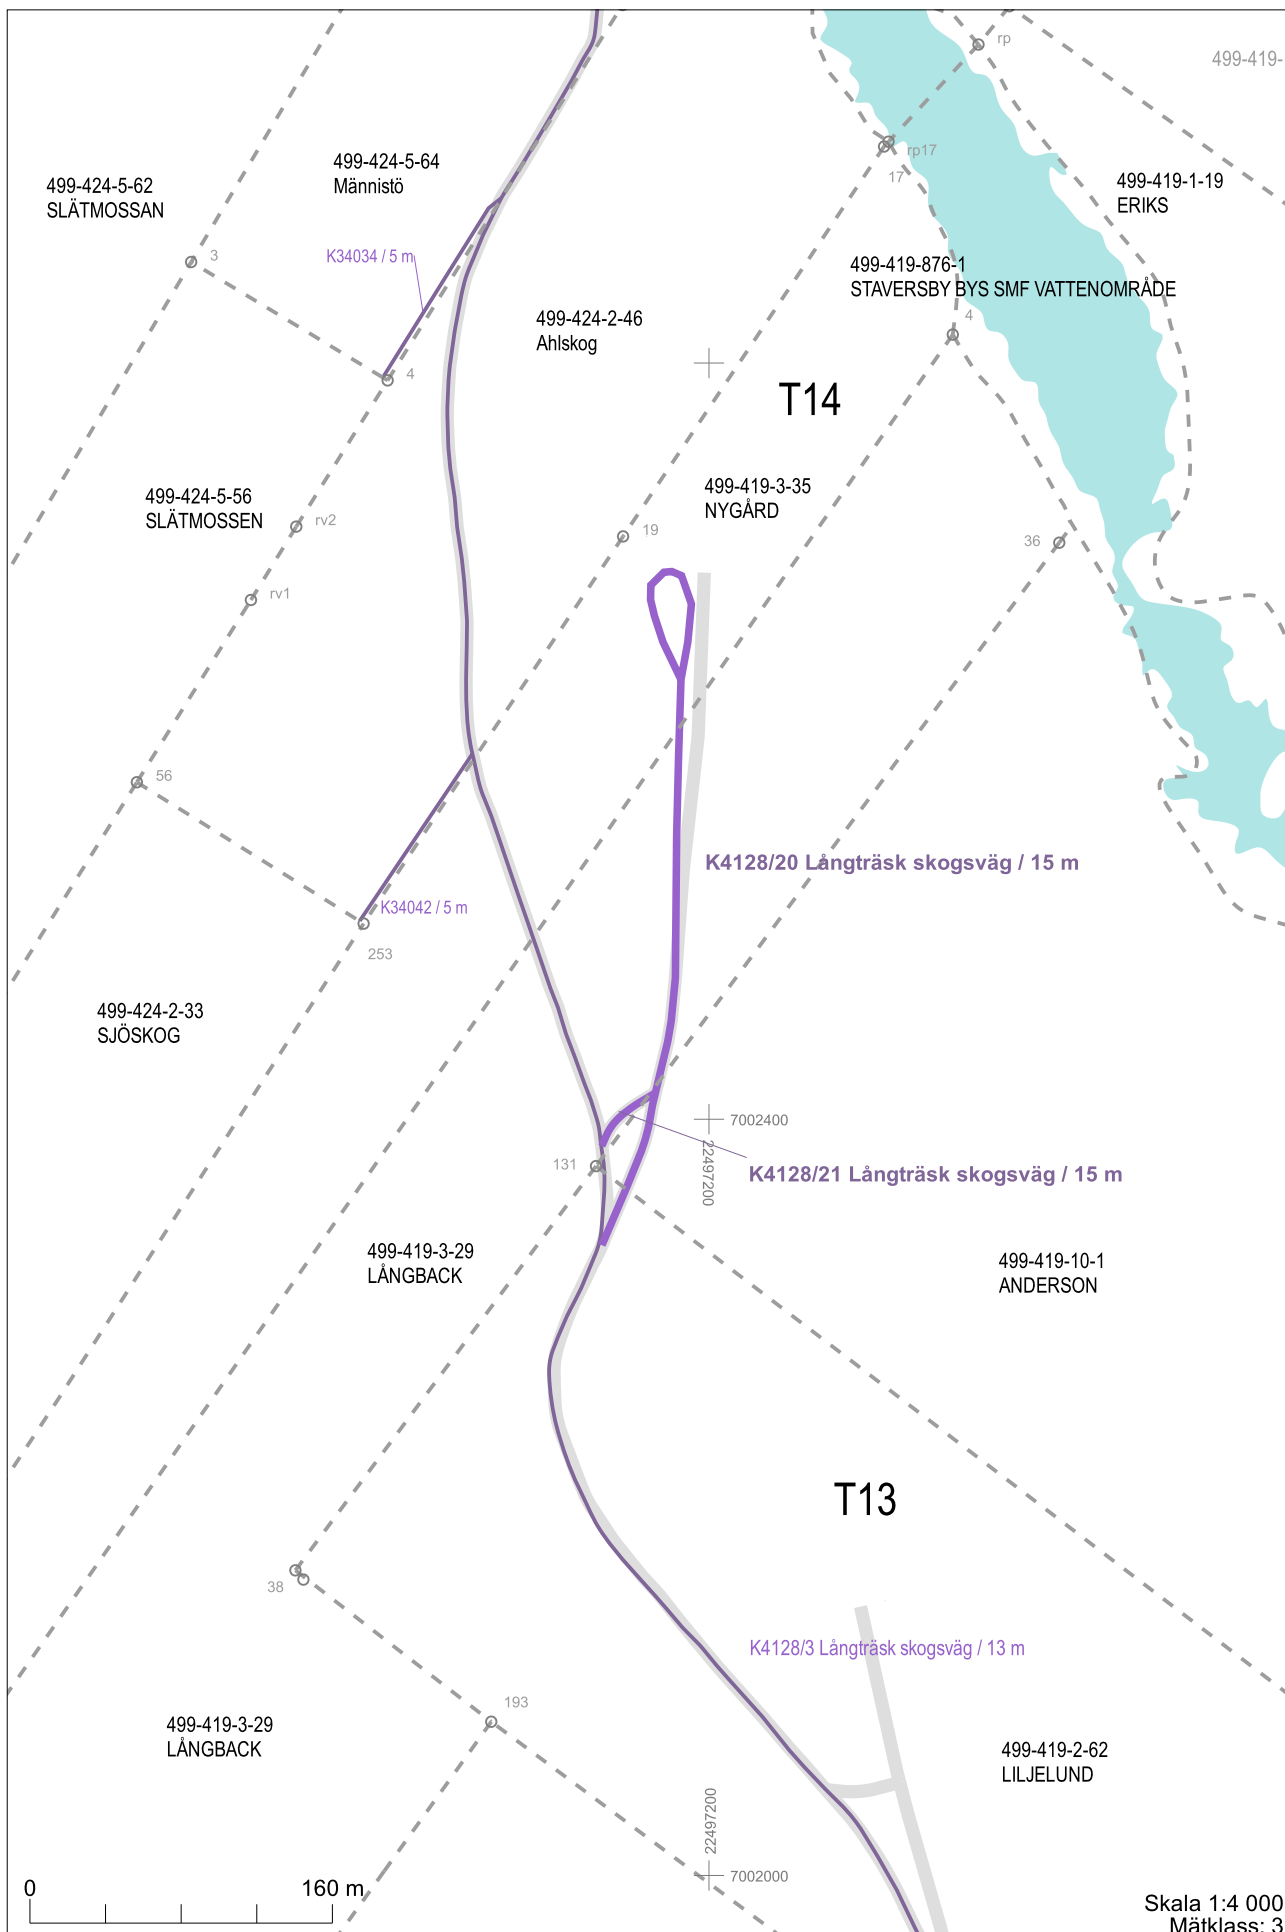 rp
499-419-
499-424-5-64
Männistö
rp17
17
499-424-5-62
SLÄTMOSSAN
499-419-1-19
ERIKS
3
K34034 / 5 m
499-419-876-1
STAVERSBY BYS SMF VATTENOMRÅDE
499-424-2-46
Ahlskog
4
4
T14
499-424-5-56
SLÄTMOSSEN
499-419-3-35
NYGÅRD
rv2
19
36
rv1
56
K4128/20 Långträsk skogsväg / 15 m
K34042 / 5 m
253
499-424-2-33
SJÖSKOG
7002400
22497200
131
K4128/21 Långträsk skogsväg / 15 m
499-419-3-29
LÅNGBACK
499-419-10-1
ANDERSON
T13
38
K4128/3 Långträsk skogsväg / 13 m
193
499-419-3-29
LÅNGBACK
499-419-2-62
LILJELUND
22497200
7002000
0 160 m
Skala 1:4 000
Mätklass: 3